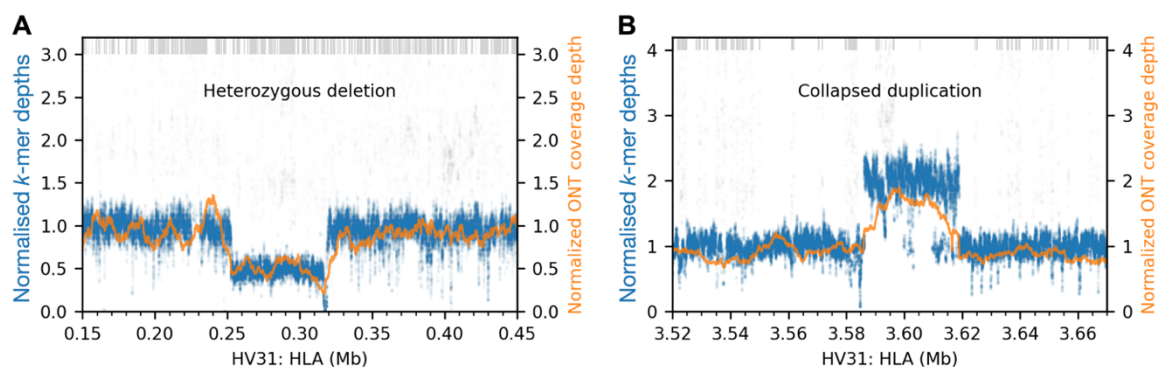 A
Normalised k-mer depths
3.0
2.5
2.0
1.5
1.0
0.5
0.0
Heterozygous deletion
3.0
2.5
2.0
1.5
1.0
0.5
0.0
Normalized ONT coverage depth
0.15 0.20 0.25 0.30 0.35 0.40 0.45
HV31: HLA (Mb)
B
Normalised k-mer depths
4
3
2
1
0
Collapsed duplication
4
3
2
1
0
Normalized ONT coverage depth
3.52 3.54 3.56 3.58 3.60 3.62 3.64 3.66
HV31: HLA (Mb)